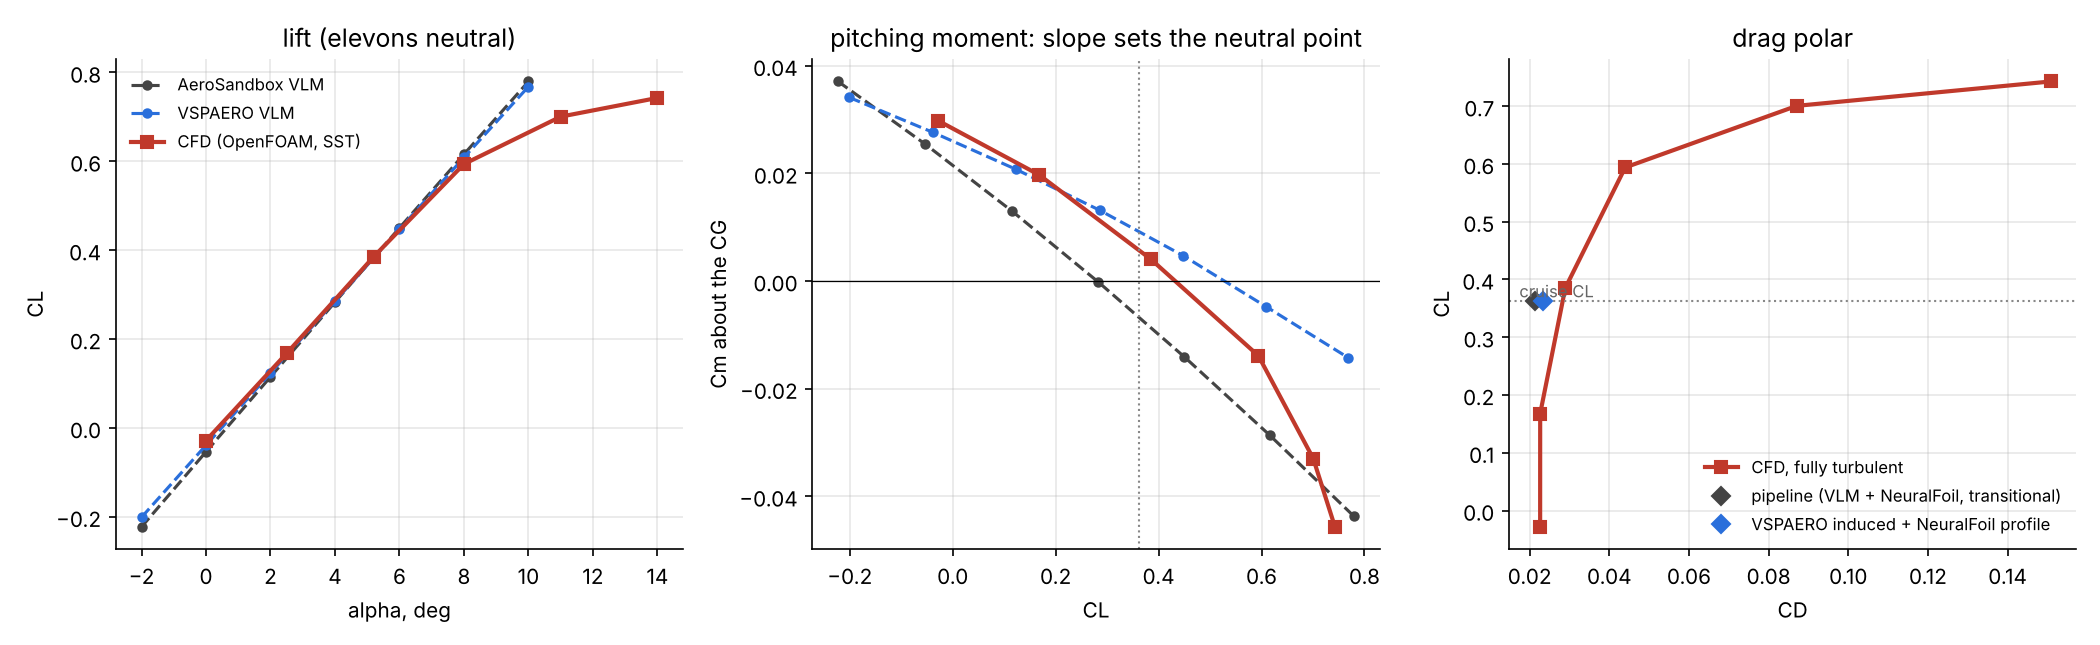 lift (elevons neutral)
AeroSandbox VLM
VSPAERO VLM
CFD (OpenFOAM, SST)
0.8
0.6
0.4
0.2
0.0
−0.2
CL
−2
0
2
4
6
8
10
12
14
alpha, deg
pitching moment: slope sets the neutral point
0.04
0.02
0.00
−0.02
−0.04
Cm about the CG
−0.2
0.0
0.2
0.4
0.6
0.8
CL
drag polar
0.7
0.6
0.5
0.4
0.3
0.2
0.1
0.0
CL
cruise CL
CFD, fully turbulent
pipeline (VLM + NeuralFoil, transitional)
VSPAERO induced + NeuralFoil profile
0.02
0.04
0.06
0.08
0.10
0.12
0.14
CD